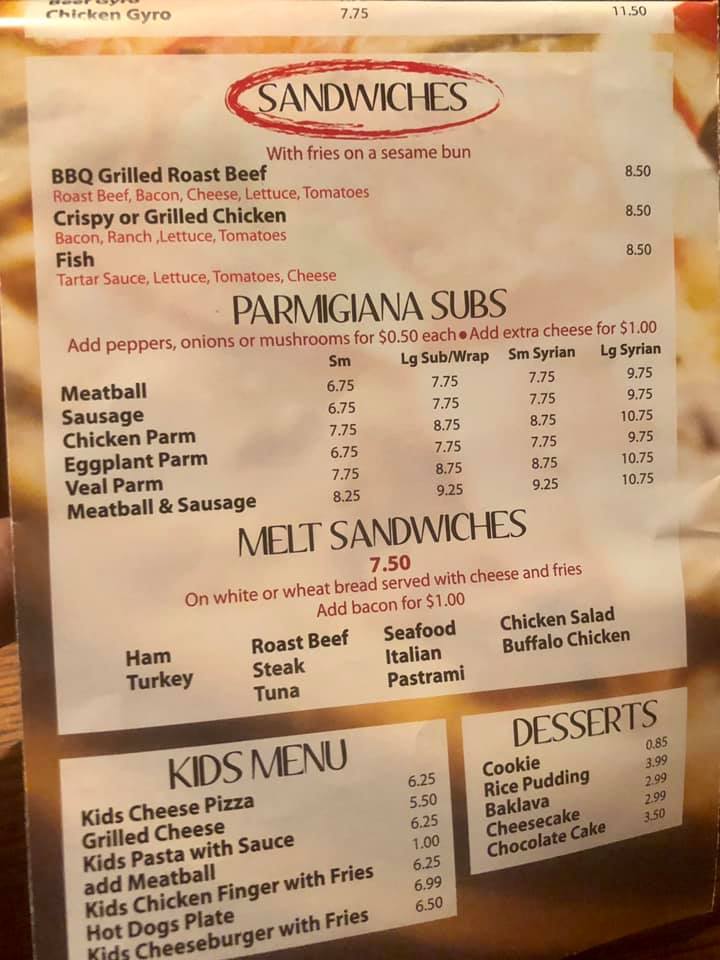 Beef Gyro
Chicken Gyro 7.75 11.50
SANDWICHES
With fries on a sesame bun
BBQ Grilled Roast Beef 8.50
Roast Beef, Bacon, Cheese, Lettuce, Tomatoes
Crispy or Grilled Chicken 8.50
Bacon, Ranch ,Lettuce, Tomatoes
Fish 8.50
Tartar Sauce, Lettuce, Tomatoes, Cheese
PARMIGIANA SUBS
Add peppers, onions or mushrooms for $0.50 each • Add extra cheese for $1.00
Sm Lg Sub/Wrap Sm Syrian Lg Syrian
Meatball 6.75 7.75 7.75 9.75
Sausage 6.75 7.75 7.75 9.75
Chicken Parm 7.75 8.75 8.75 10.75
Eggplant Parm 6.75 7.75 7.75 9.75
Veal Parm 7.75 8.75 8.75 10.75
Meatball & Sausage 8.25 9.25 9.25 10.75
MELT SANDWICHES
7.50
On white or wheat bread served with cheese and fries
Add bacon for $1.00
Ham Roast Beef Seafood Chicken Salad
Turkey Steak Italian Buffalo Chicken
Tuna Pastrami
KIDS MENU
Kids Cheese Pizza 6.25
Grilled Cheese 5.50
Kids Pasta with Sauce 6.25
add Meatball 1.00
Kids Chicken Finger with Fries 6.25
Hot Dogs Plate 6.99
Kids Cheeseburger with Fries 6.50
DESSERTS
Cookie 0.85
Rice Pudding 3.99
Baklava 2.99
Cheesecake 2.99
Chocolate Cake 3.50